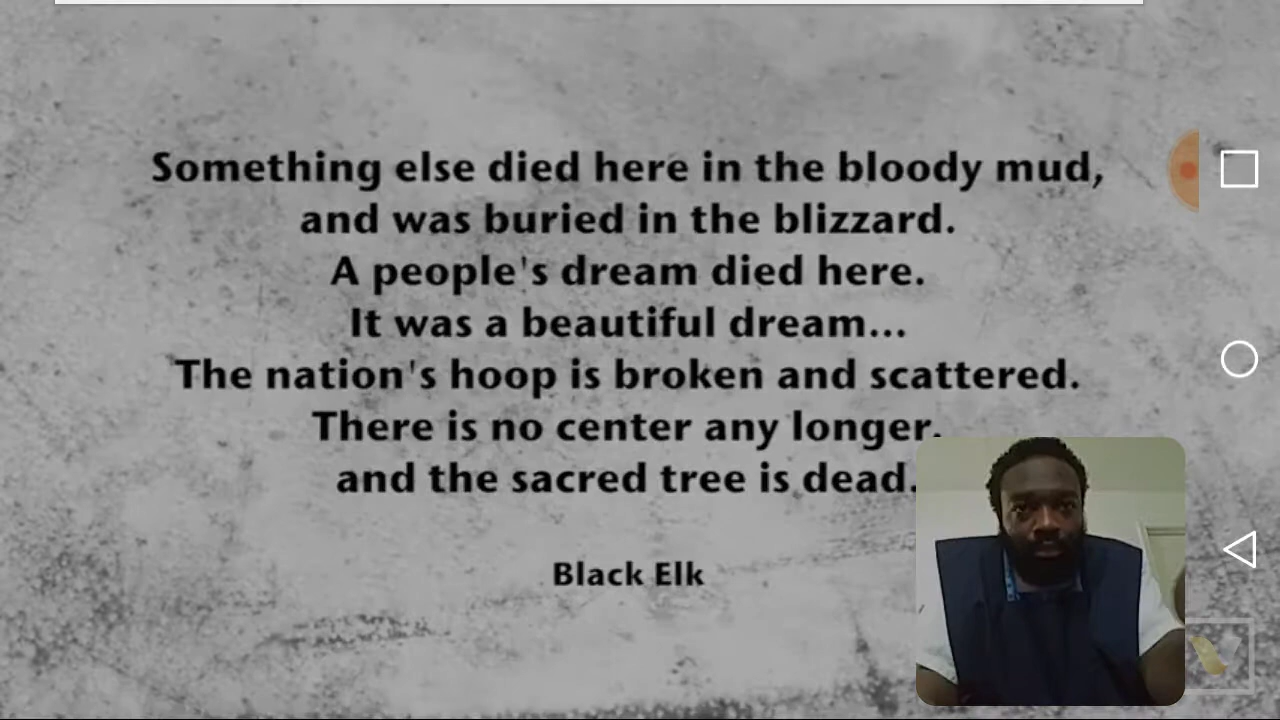 Something else died here in the bloody mud,
and was buried in the blizzard.
A people's dream died here.
It was a beautiful dream...
The nation's hoop is broken and scattered.
There is no center any longer.
and the sacred tree is dead.
Black Elk